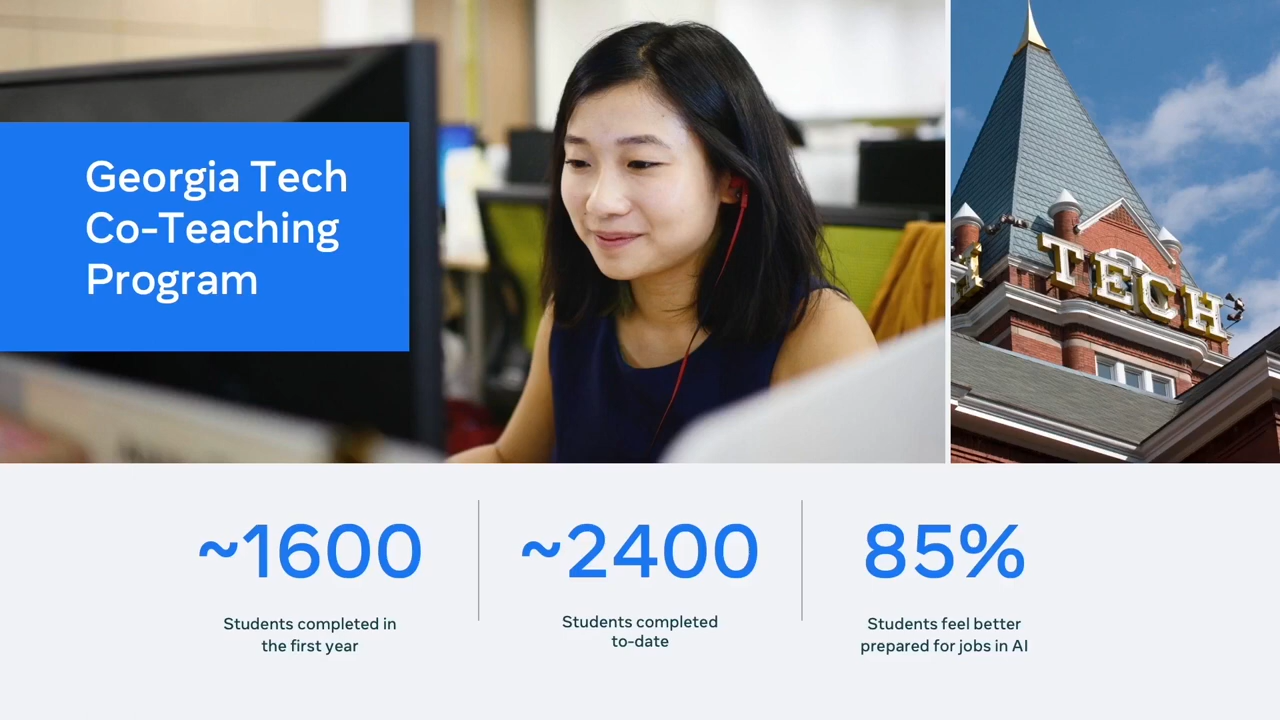 Georgia Tech
Co-Teaching
Program
TECH
~1600
~2400
85%
Students completed in
the first year
Students completed
to-date
Students feel better
prepared for jobs in AI